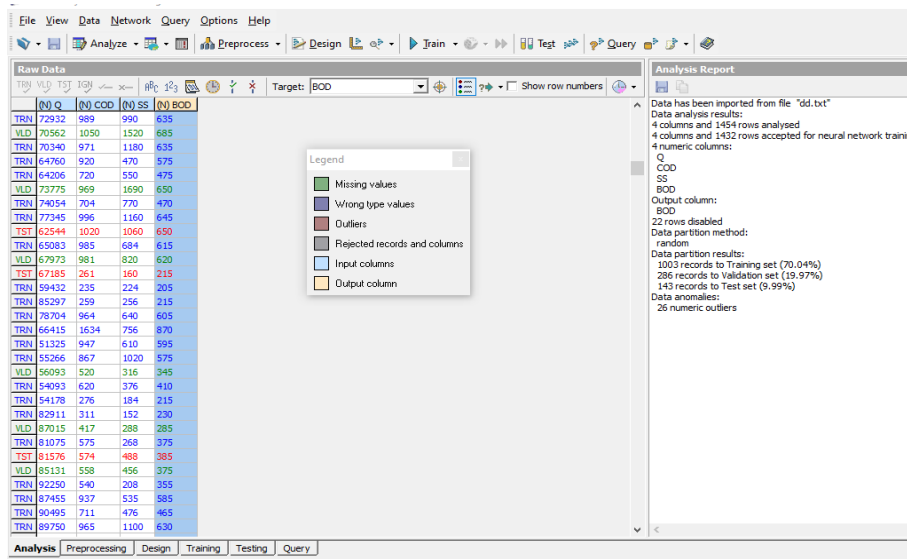 File View Data Network Query Options Help
Analyze Preprocess Design Train Test Query
Raw Data
TRN VLD TST IGN Target: BOD Show row numbers
(N) Q (N) COD (N) SS (N) BOD
TRN 72932 989 990 635
VLD 70562 1050 1520 685
TRN 70340 971 1180 635
TRN 64760 920 470 575
TRN 64206 720 550 475
VLD 73775 969 1690 650
TRN 74054 704 770 470
TRN 77345 996 1160 645
TST 62544 1020 1060 650
TRN 65083 985 684 615
VLD 67973 981 820 620
TST 67185 261 160 215
TRN 59432 235 224 205
TRN 85297 259 256 215
TRN 78704 964 640 605
TRN 66415 1634 756 870
TRN 51325 947 610 595
TRN 55266 867 1020 575
VLD 56093 520 316 345
TRN 54093 620 376 410
TRN 54178 276 184 215
TRN 82911 311 152 230
VLD 87015 417 288 285
TRN 81075 575 268 375
TST 81576 574 488 385
VLD 85131 558 456 375
TRN 92250 540 208 355
TRN 87455 937 535 585
TRN 90495 711 476 465
TRN 89750 965 1100 630
Legend
Missing values
Wrong type values
Outliers
Rejected records and columns
Input columns
Output column
Analysis Report
Data has been imported from file "dd.txt"
Data analysis results:
4 columns and 1454 rows analysed
4 columns and 1432 rows accepted for neural network traini
4 numeric columns:
Q
COD
SS
BOD
Output column:
BOD
22 rows disabled
Data partition method:
random
Data partition results:
1003 records to Training set (70.04%)
286 records to Validation set (19.97%)
143 records to Test set (9.99%)
Data anomalies:
26 numeric outliers
Analysis Preprocessing Design Training Testing Query